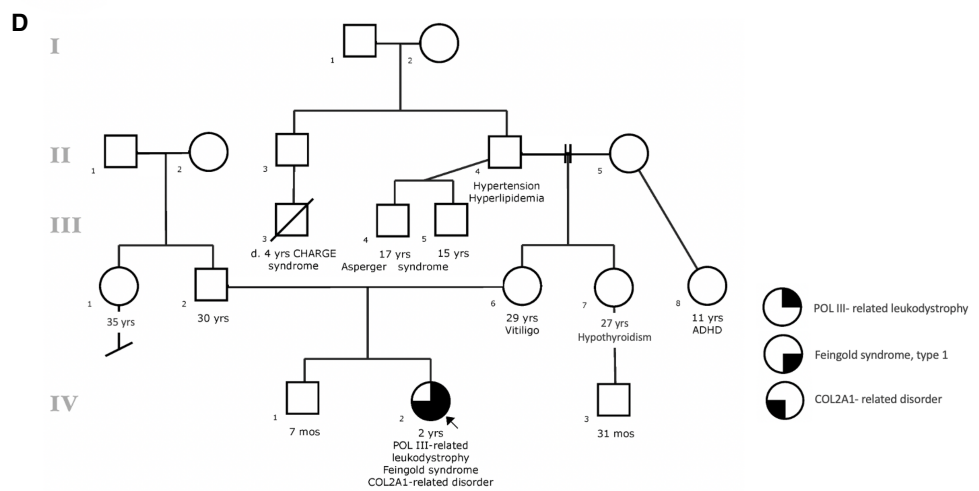 D
I
1
2
II
1
2
3
4
5
Hypertension
Hyperlipidemia
III
3
4
5
d. 4 yrs CHARGE
syndrome
17 yrs
15 yrs
Asperger syndrome
1
2
6
7
8
35 yrs
30 yrs
29 yrs
Vitiligo
27 yrs
Hypothyroidism
11 yrs
ADHD
POL III- related leukodystrophy
Feingold syndrome, type 1
COL2A1- related disorder
IV
1
2
3
7 mos
2 yrs
POL III-related
leukodystrophy
Feingold syndrome
COL2A1-related disorder
31 mos